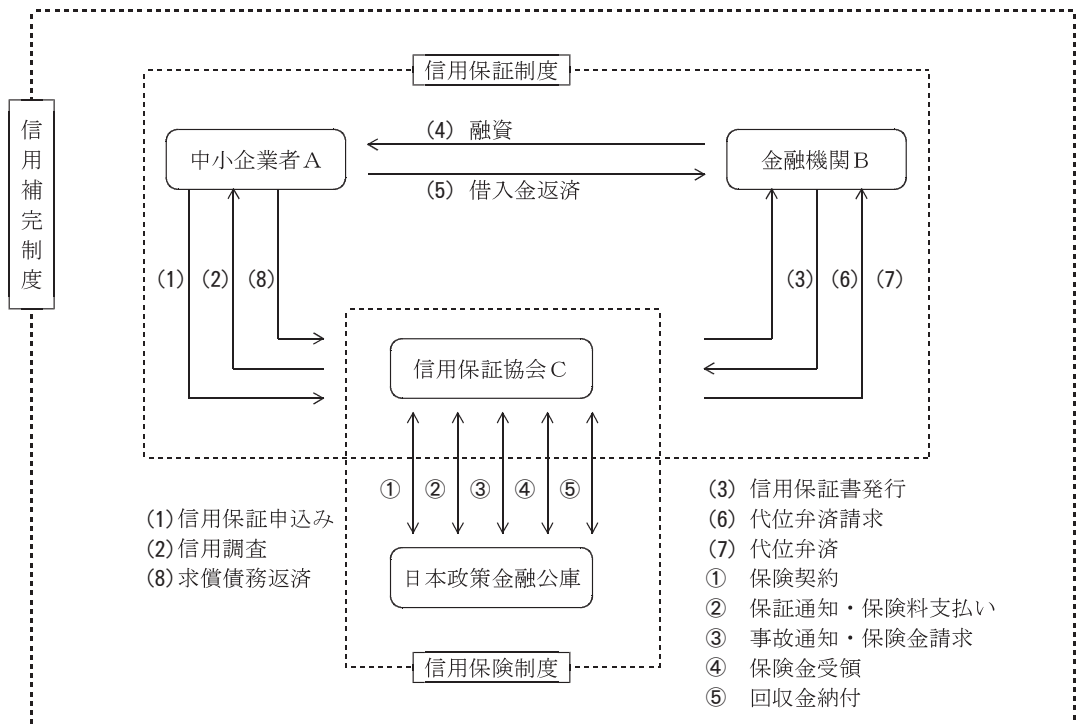 信用補完制度
信用保証制度
中小企業者A
(4) 融資
(5) 借入金返済
金融機関B
(1) (2) (8)
(3) (6) (7)
信用保証協会C
① ② ③ ④ ⑤
日本政策金融公庫
信用保険制度
(1)信用保証申込み
(2)信用調査
(8)求償債務返済
(3) 信用保証書発行
(6) 代位弁済請求
(7) 代位弁済
① 保険契約
② 保証通知・保険料支払い
③ 事故通知・保険金請求
④ 保険金受領
⑤ 回収金納付